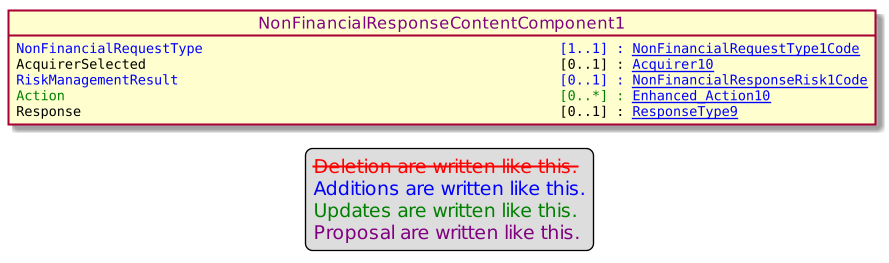 NonFinancialResponseContentComponent1
NonFinancialRequestType [1..1] : NonFinancialRequestType1Code
AcquirerSelected [0..1] : Acquirer10
RiskManagementResult [0..1] : NonFinancialResponseRisk1Code
Action [0..*] : Enhanced_Action10
Response [0..1] : ResponseType9
Deletion are written like this.
Additions are written like this.
Updates are written like this.
Proposal are written like this.